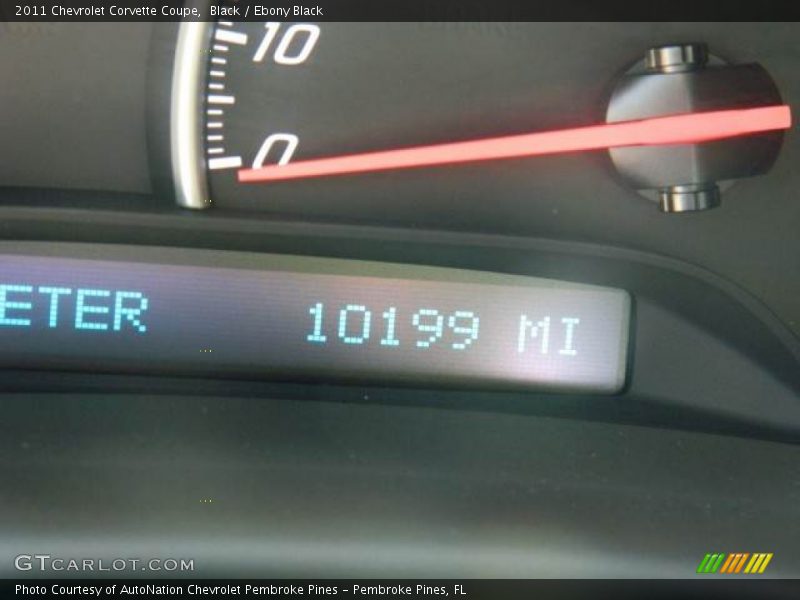 2011 Chevrolet Corvette Coupe, Black / Ebony Black
10
0
ETER 10199 MI
GTCARLOT.COM
Photo Courtesy of AutoNation Chevrolet Pembroke Pines - Pembroke Pines, FL